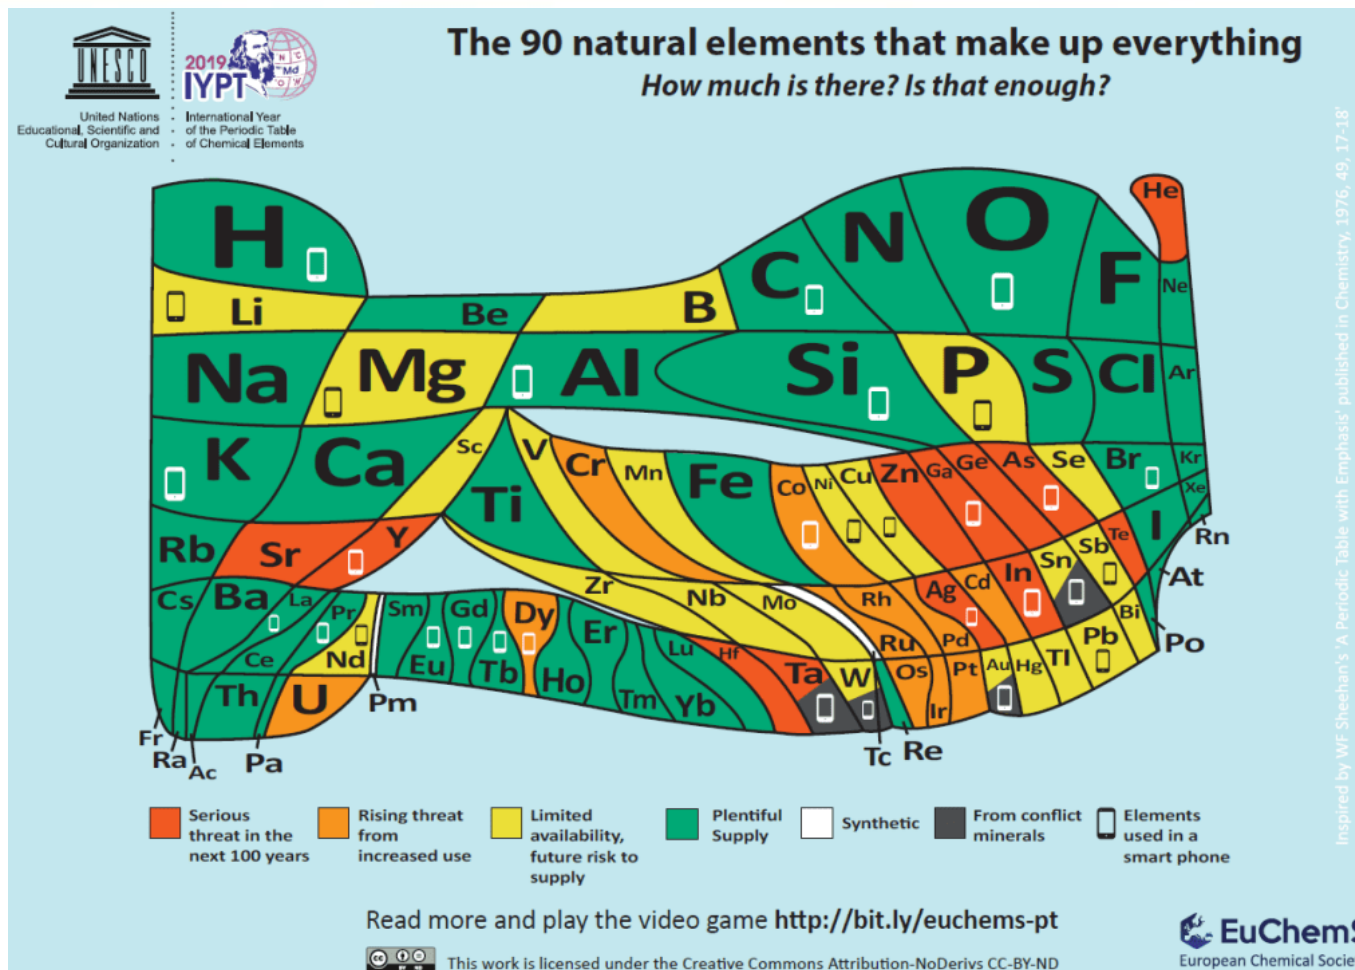 The 90 natural elements that make up everything
How much is there? Is that enough?
UNESCO
United Nations
Educational, Scientific and
Cultural Organization
2019
IYPT
N C
Md
O W
International Year
of the Periodic Table
of Chemical Elements
Inspired by WF Sheehan's 'A Periodic Table with Emphasis' published in Chemistry, 1976, 49, 17-18'
H C N O F He
Li Be B Ne
Na Mg Al Si P S Cl Ar
K Ca Sc Ti V Cr Mn Fe Co Ni Cu Zn Ga Ge As Se Br Kr
Rb Sr Y Zr Nb Mo Rh Ru Pd Ag Cd In Sn Sb Te I Xe
Cs Ba La Ce Pr Nd Sm Eu Gd Tb Dy Ho Er Tm Yb Lu Hf Ta W Os Ir Pt Au Hg Tl Pb Bi
Rn
At
Po
Th U
Pm
Fr Ra Ac Pa
Tc Re
Serious
threat in the
next 100 years
Rising threat
from
increased use
Limited
availability,
future risk to
supply
Plentiful
Supply
Synthetic
From conflict
minerals
Elements
used in a
smart phone
Read more and play the video game http://bit.ly/euchems-pt
EuChemS
European Chemical Socie
This work is licensed under the Creative Commons Attribution-NoDerivs CC-BY-ND